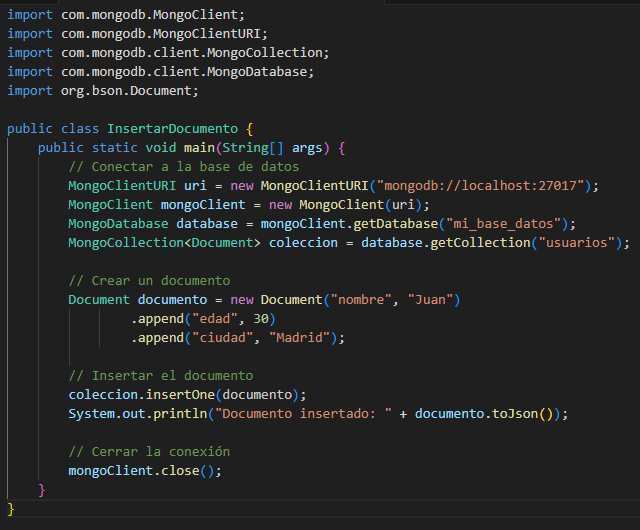 import com.mongodb.MongoClient;
import com.mongodb.MongoClientURI;
import com.mongodb.client.MongoCollection;
import com.mongodb.client.MongoDatabase;
import org.bson.Document;

public class InsertarDocumento {
    public static void main(String[] args) {
        // Conectar a la base de datos
        MongoClientURI uri = new MongoClientURI("mongodb://localhost:27017");
        MongoClient mongoClient = new MongoClient(uri);
        MongoDatabase database = mongoClient.getDatabase("mi_base_datos");
        MongoCollection<Document> coleccion = database.getCollection("usuarios");

        // Crear un documento
        Document documento = new Document("nombre", "Juan")
                .append("edad", 30)
                .append("ciudad", "Madrid");

        // Insertar el documento
        coleccion.insertOne(documento);
        System.out.println("Documento insertado: " + documento.toJson());

        // Cerrar la conexión
        mongoClient.close();
    }
}